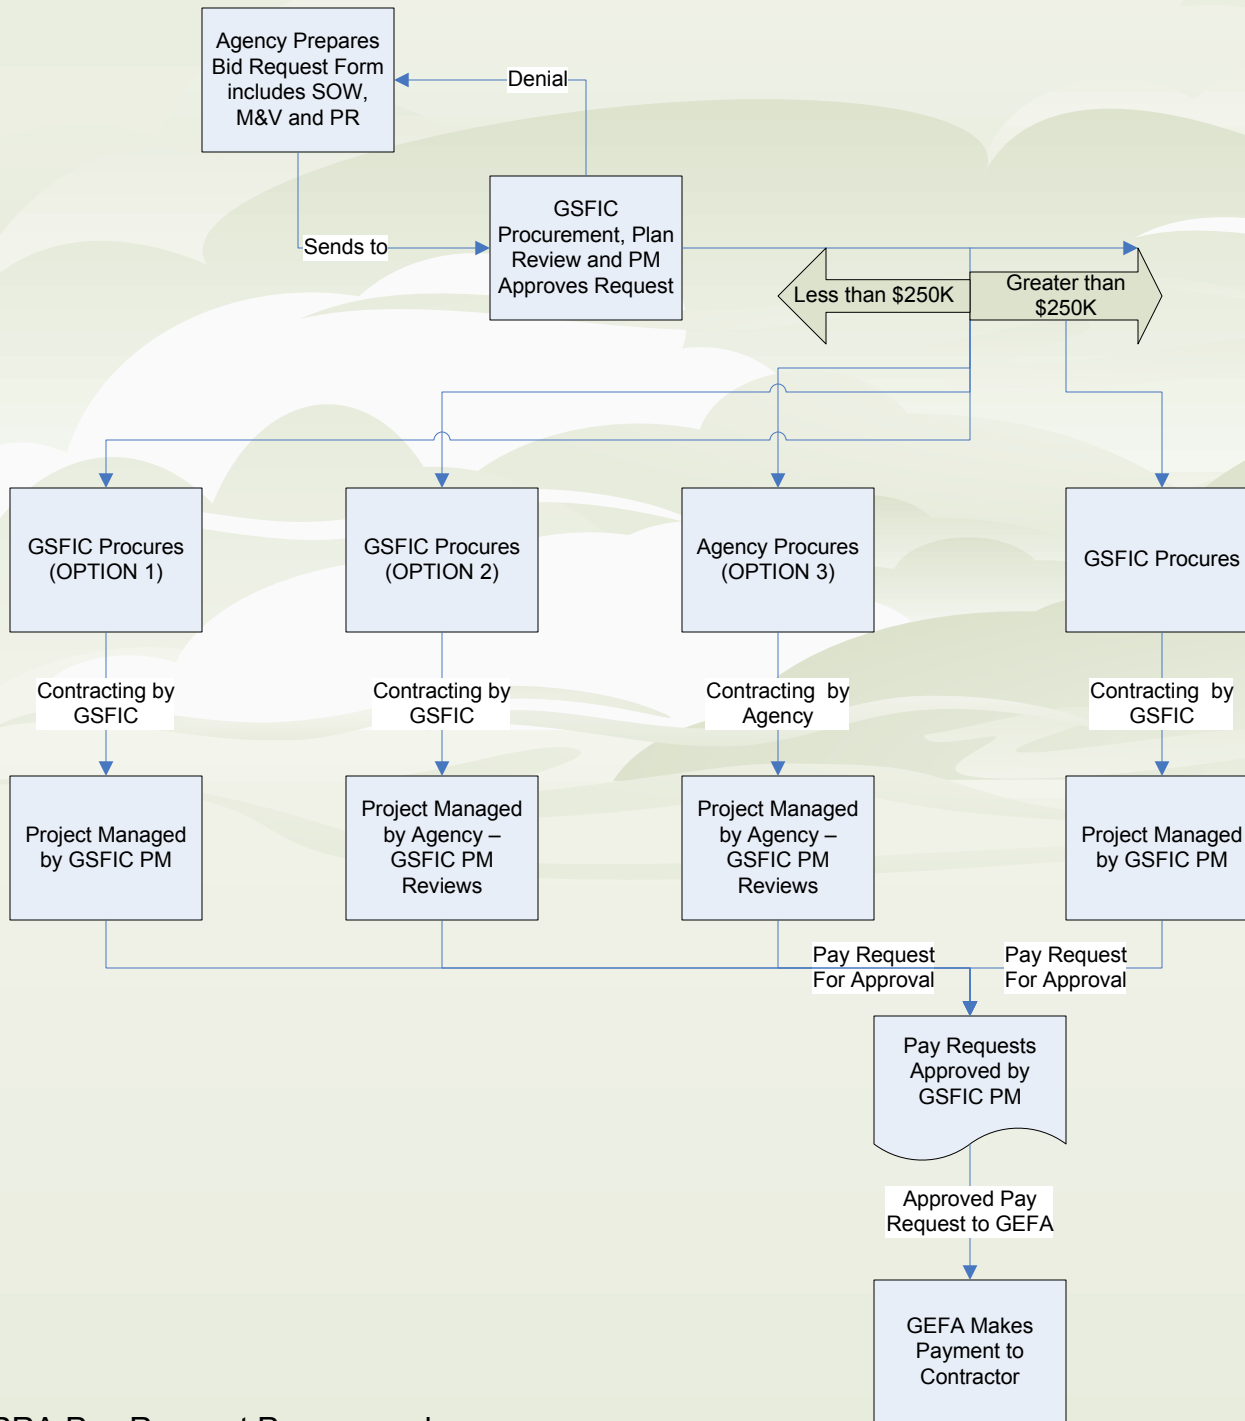 Agency Prepares
Bid Request Form
includes SOW,
M&V and PR
Denial
GSFIC
Procurement, Plan
Review and PM
Approves Request
Sends to
Less than $250K
Greater than
$250K
GSFIC Procures
(OPTION 1)
GSFIC Procures
(OPTION 2)
Agency Procures
(OPTION 3)
GSFIC Procures
Contracting by
GSFIC
Contracting by
GSFIC
Contracting by
Agency
Contracting by
GSFIC
Project Managed
by GSFIC PM
Project Managed
by Agency –
GSFIC PM
Reviews
Project Managed
by Agency –
GSFIC PM
Reviews
Project Managed
by GSFIC PM
Pay Request
For Approval
Pay Request
For Approval
Pay Requests
Approved by
GSFIC PM
Approved Pay
Request to GEFA
GEFA Makes
Payment to
Contractor